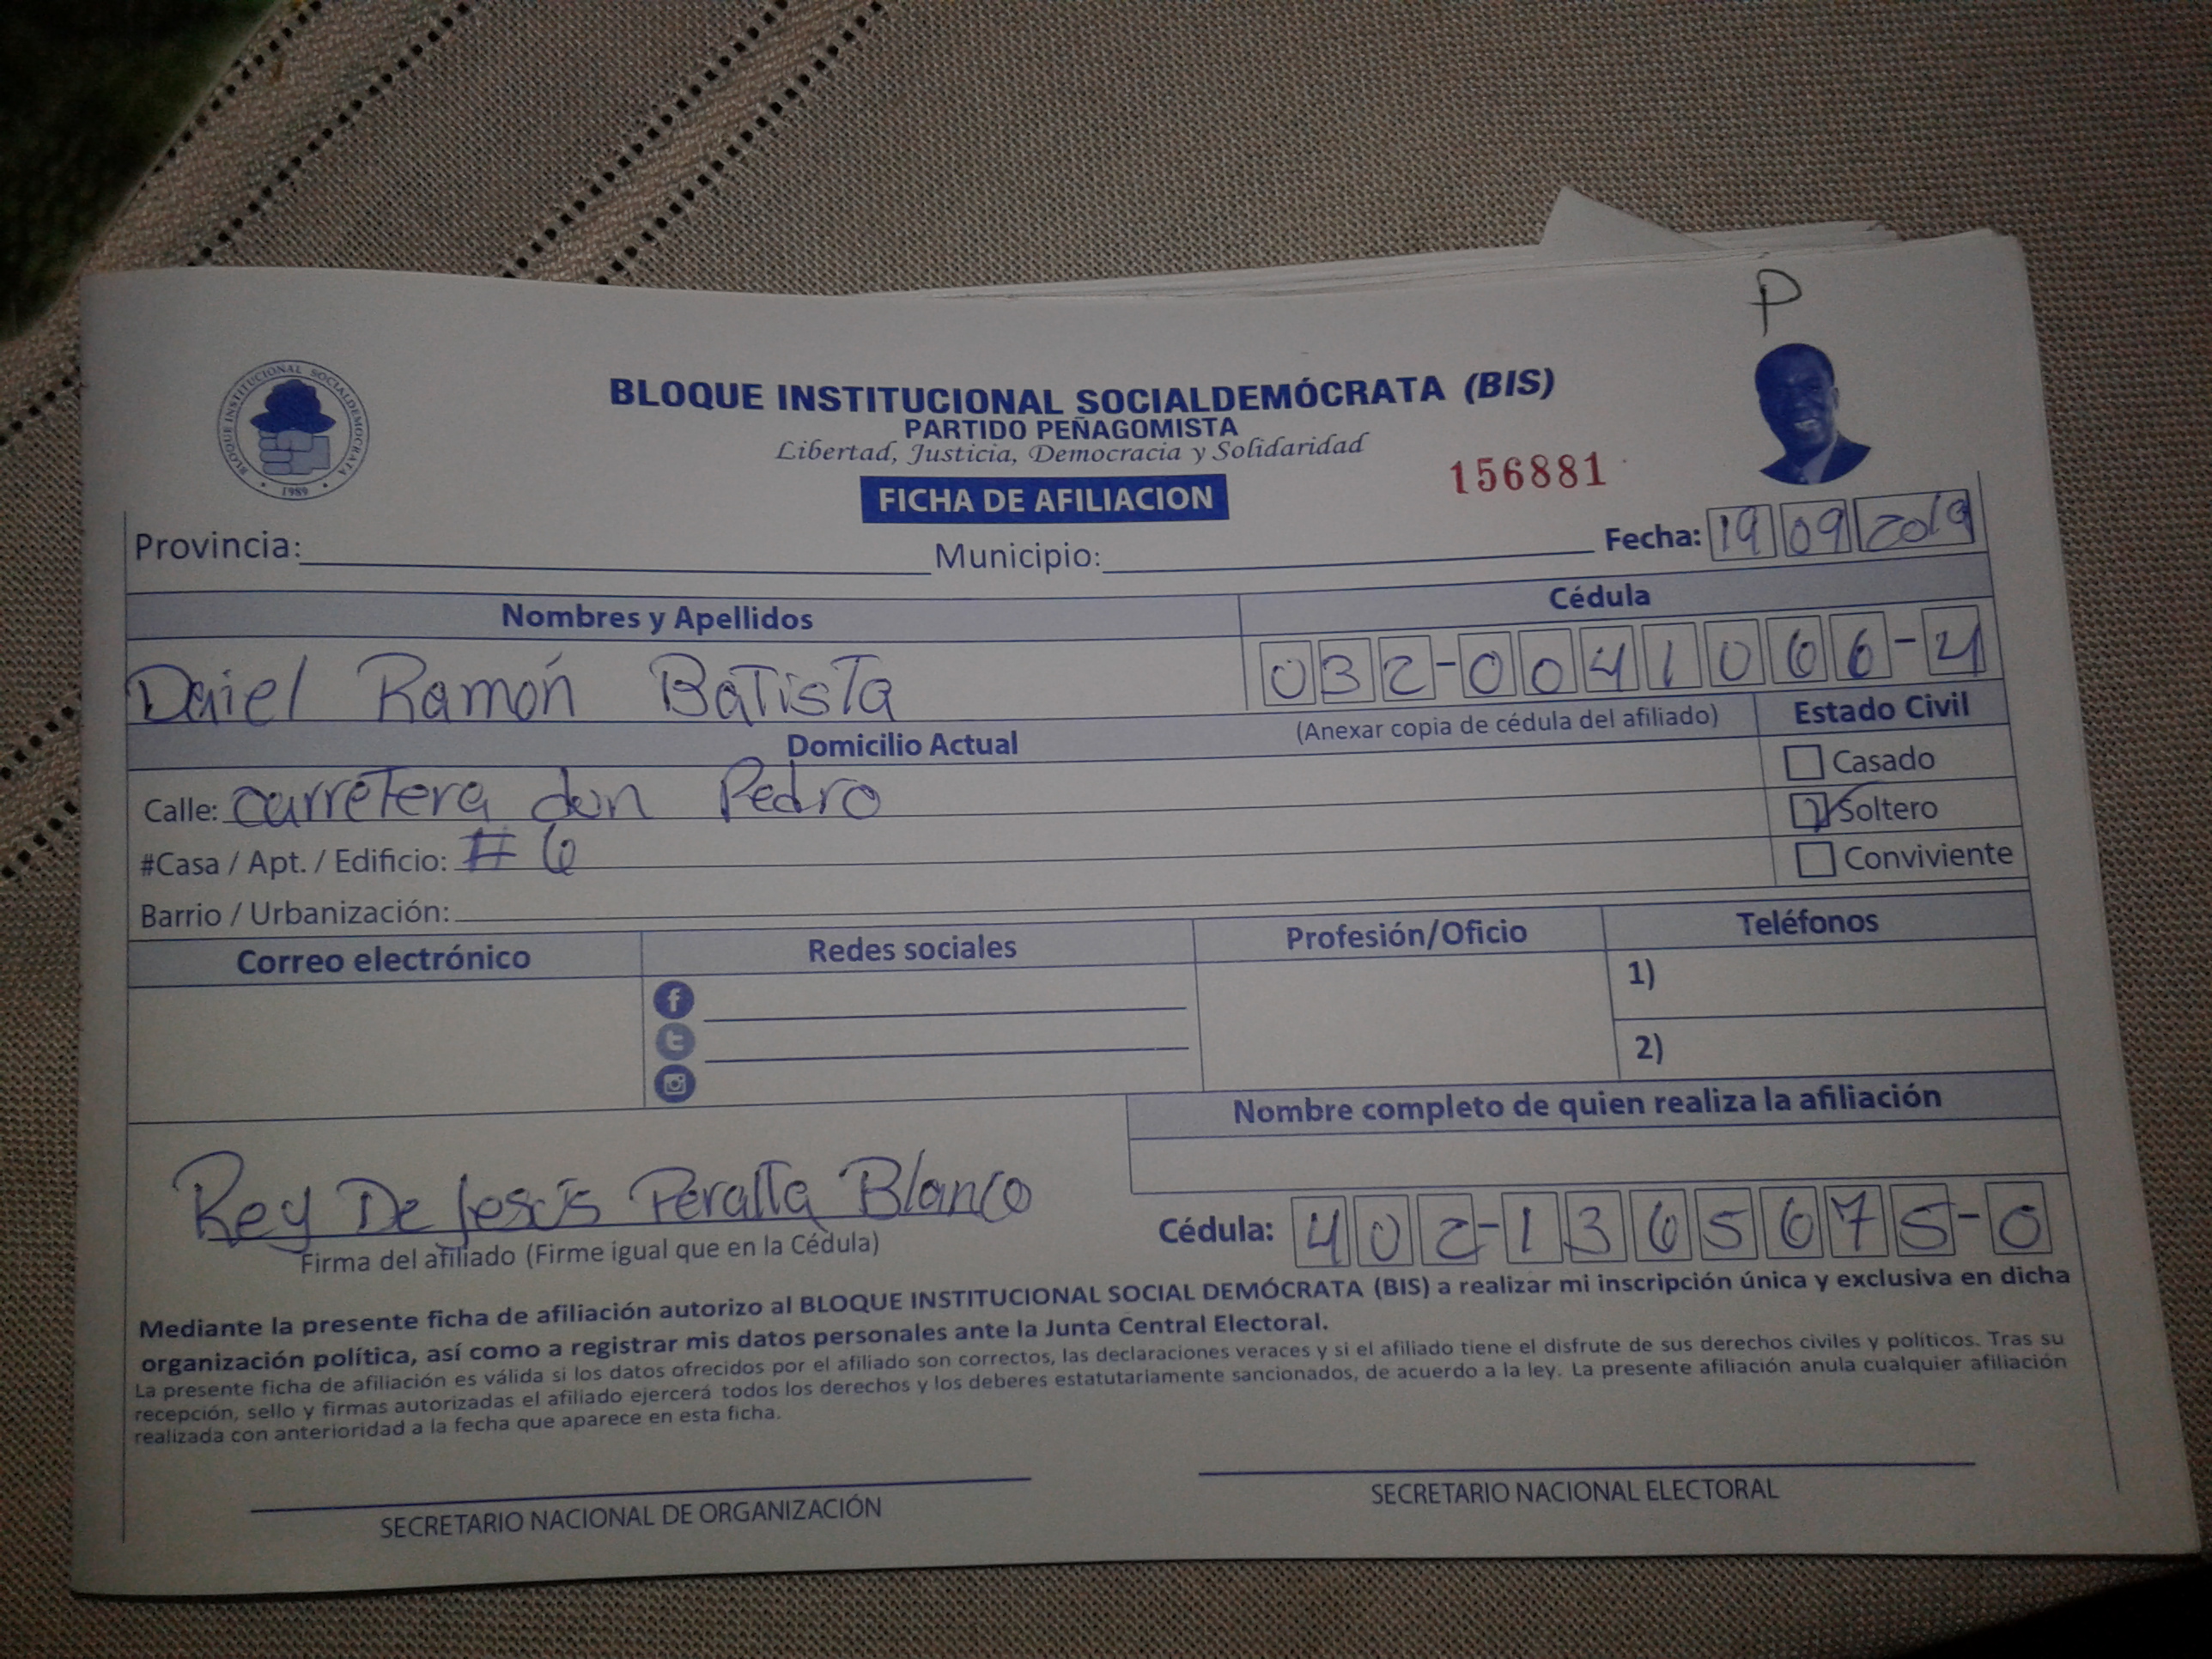 P
BLOQUE INSTITUCIONAL SOCIALDEMOCRATA
1989
BLOQUE INSTITUCIONAL SOCIALDEMÓCRATA (BIS)
PARTIDO PEÑAGOMISTA
Libertad, Justicia, Democracia y Solidaridad
156881
FICHA DE AFILIACION
Provincia: Municipio: Fecha: 19 09 2019
Nombres y Apellidos Cédula
Daiel Ramón Batista 032-0041066-4
(Anexar copia de cédula del afiliado) Estado Civil
Domicilio Actual
Casado
Calle: carretera don Pedro
Soltero
#Casa / Apt. / Edificio: # 6
Conviviente
Barrio / Urbanización:
Correo electrónico Redes sociales Profesión/Oficio Teléfonos
1)
2)
Nombre completo de quien realiza la afiliación
Rey De Jesús Peralta Blanco
Cédula: 402-1365675-0
Firma del afiliado (Firme igual que en la Cédula)
Mediante la presente ficha de afiliación autorizo al BLOQUE INSTITUCIONAL SOCIAL DEMÓCRATA (BIS) a realizar mi inscripción única y exclusiva en dicha
organización política, así como a registrar mis datos personales ante la Junta Central Electoral.
La presente ficha de afiliación es válida si los datos ofrecidos por el afiliado son correctos, las declaraciones veraces y si el afiliado tiene el disfrute de sus derechos civiles y políticos. Tras su
recepción, sello y firmas autorizadas el afiliado ejercerá todos los derechos y los deberes estatutariamente sancionados, de acuerdo a la ley. La presente afiliación anula cualquier afiliación
realizada con anterioridad a la fecha que aparece en esta ficha.
SECRETARIO NACIONAL DE ORGANIZACIÓN SECRETARIO NACIONAL ELECTORAL